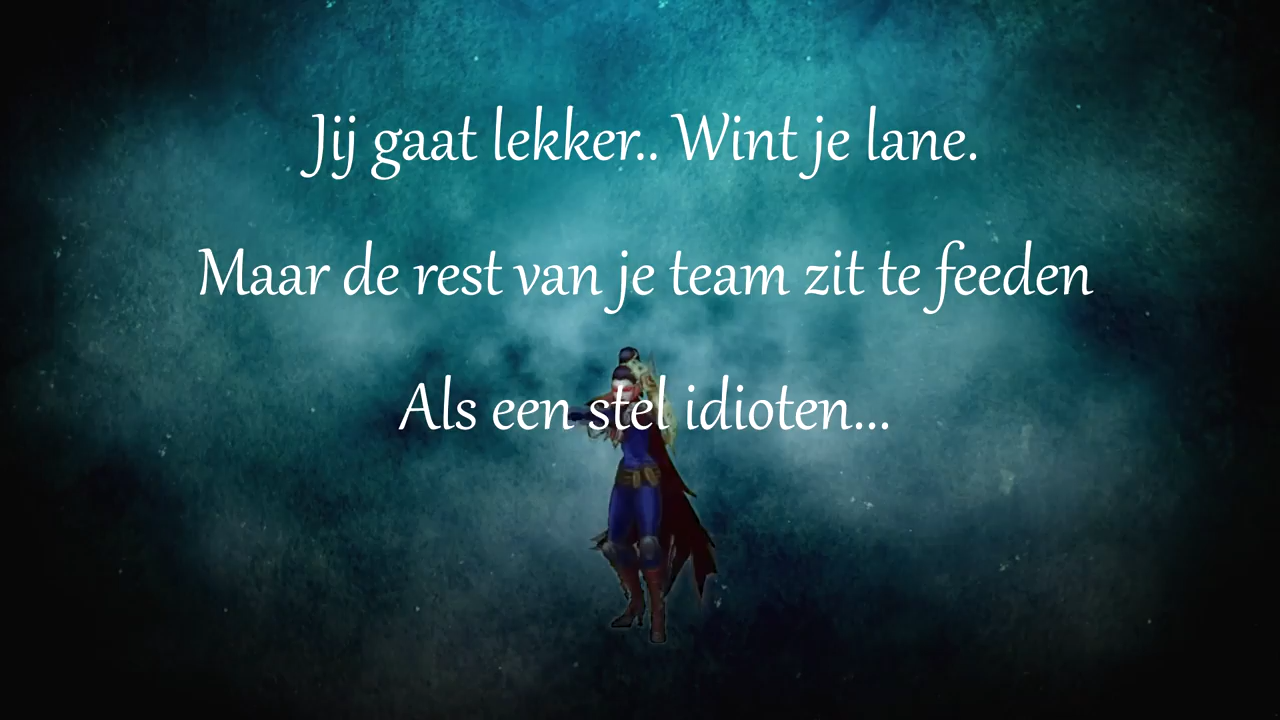 Jij gaat lekker.. Wint je lane.
Maar de rest van je team zit te feeden
Als een stel idioten...